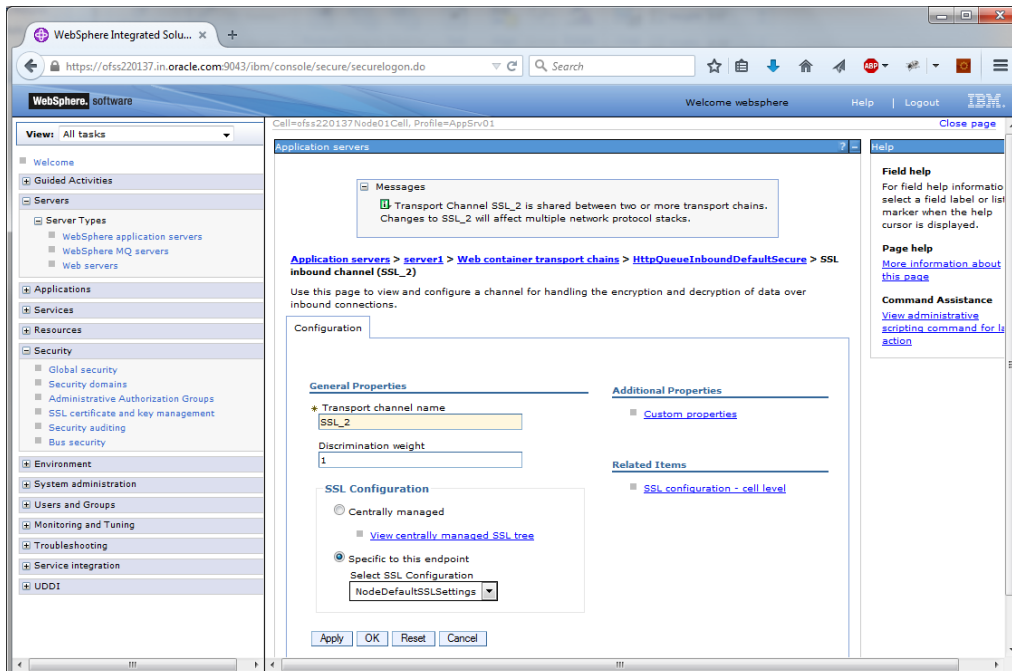 WebSphere Integrated Solu... × +
https://ofss220137.in.oracle.com:9043/ibm/console/secure/securelogon.do
Search
ABP
WebSphere. software
Welcome websphere
Help | Logout
IBM.
View: All tasks
Welcome
Guided Activities
Servers
Server Types
WebSphere application servers
WebSphere MQ servers
Web servers
Applications
Services
Resources
Security
Global security
Security domains
Administrative Authorization Groups
SSL certificate and key management
Security auditing
Bus security
Environment
System administration
Users and Groups
Monitoring and Tuning
Troubleshooting
Service integration
UDDI
Cell=ofss220137Node01Cell, Profile=AppSrv01
Close page
Application servers
? –
Messages
Transport Channel SSL_2 is shared between two or more transport chains.
Changes to SSL_2 will affect multiple network protocol stacks.
Application servers > server1 > Web container transport chains > HttpQueueInboundDefaultSecure > SSL
inbound channel (SSL_2)
Use this page to view and configure a channel for handling the encryption and decryption of data over
inbound connections.
Configuration
General Properties
* Transport channel name
SSL_2
Discrimination weight
1
SSL Configuration
Centrally managed
View centrally managed SSL tree
Specific to this endpoint
Select SSL Configuration
NodeDefaultSSLSettings
Apply OK Reset Cancel
Additional Properties
Custom properties
Related Items
SSL configuration - cell level
Help
Field help
For field help informatio
select a field label or list
marker when the help
cursor is displayed.
Page help
More information about
this page
Command Assistance
View administrative
scripting command for la
action